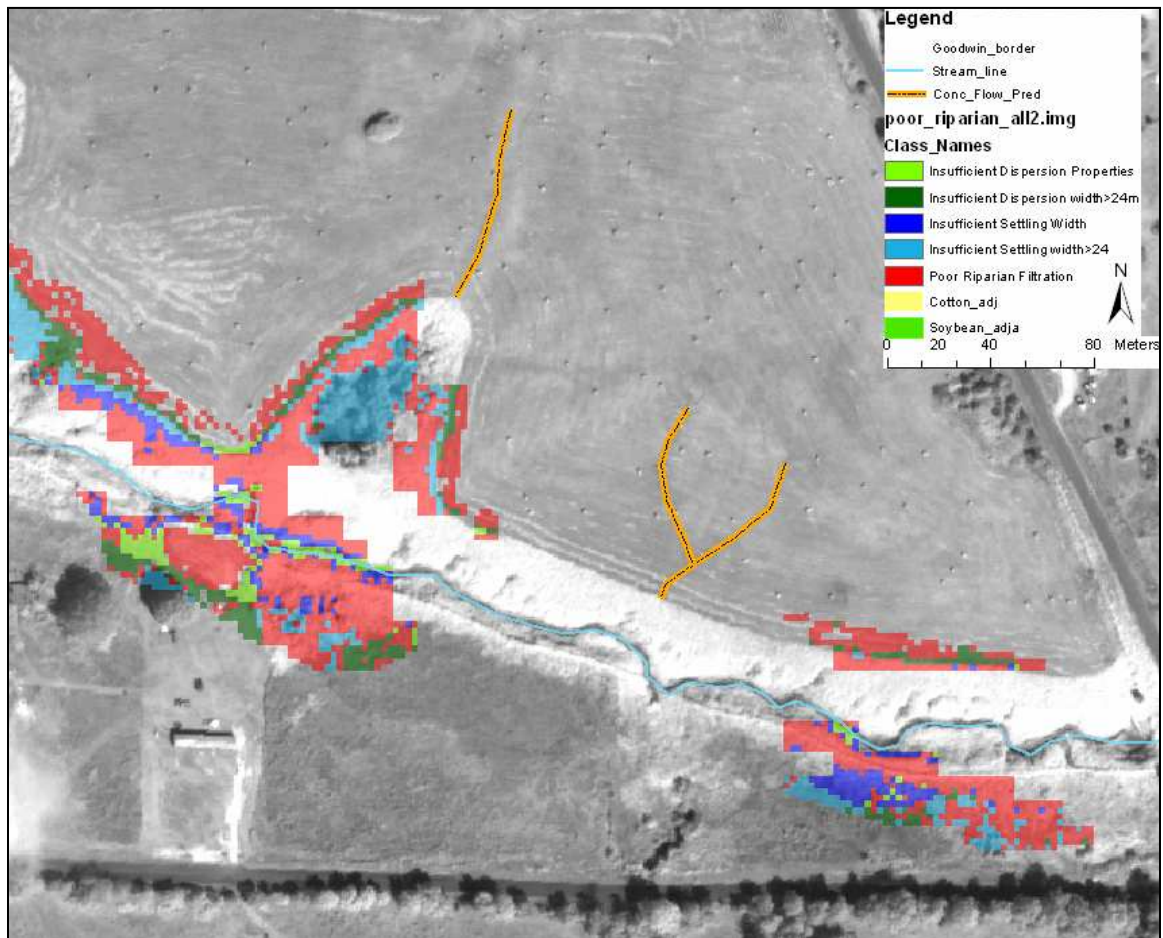 Legend
Goodwin_border
Stream_line
Conc_Flow_Pred
poor_riparian_all2.img
Class_Names
Insufficient Dispersion Properties
Insufficient Dispersion width>24m
Insufficient Settling Width
Insufficient Settling width>24
Poor Riparian Filtration
N
Cotton_adj
Soybean_adja
0 20 40 80 Meters